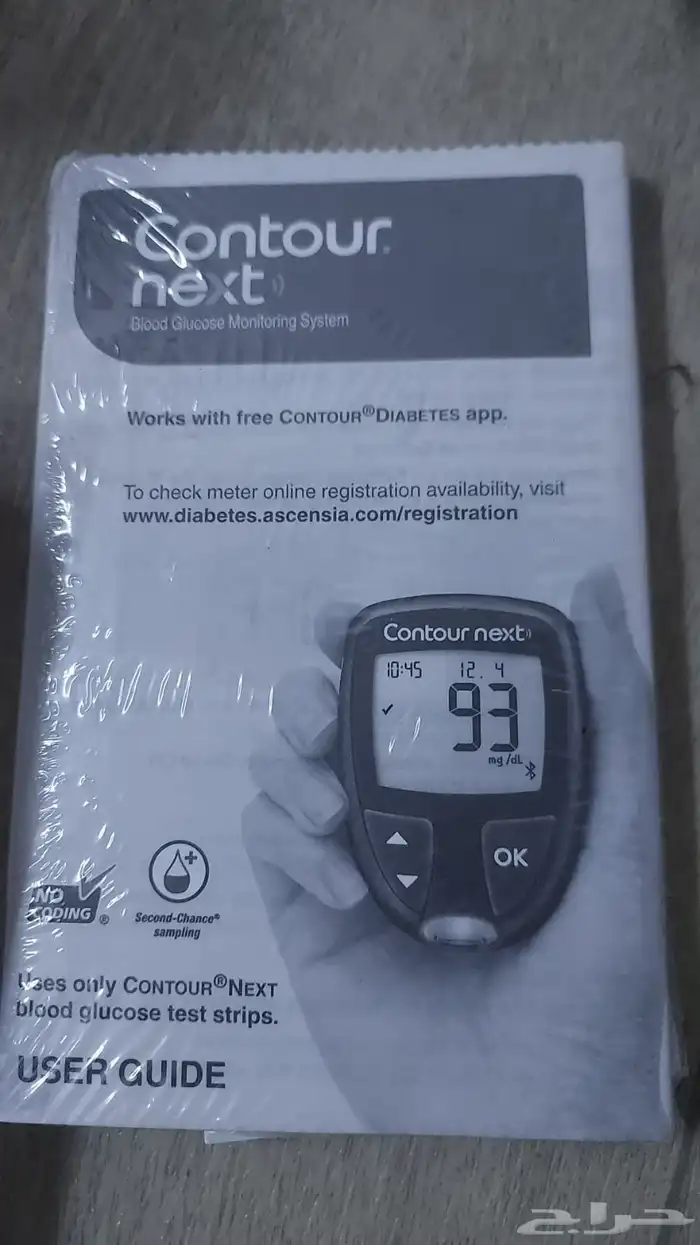 Contour
next
Blood Glucose Monitoring System
Works with free CONTOUR®DIABETES app.
To check meter online registration availability, visit
www.diabetes.ascensia.com/registration
Contour next
10:45 12. 4
✓ 93
mg/dL
OK
NO
CODING ®
Second-Chance®
sampling
Uses only CONTOUR®NEXT
blood glucose test strips.
USER GUIDE
حراج